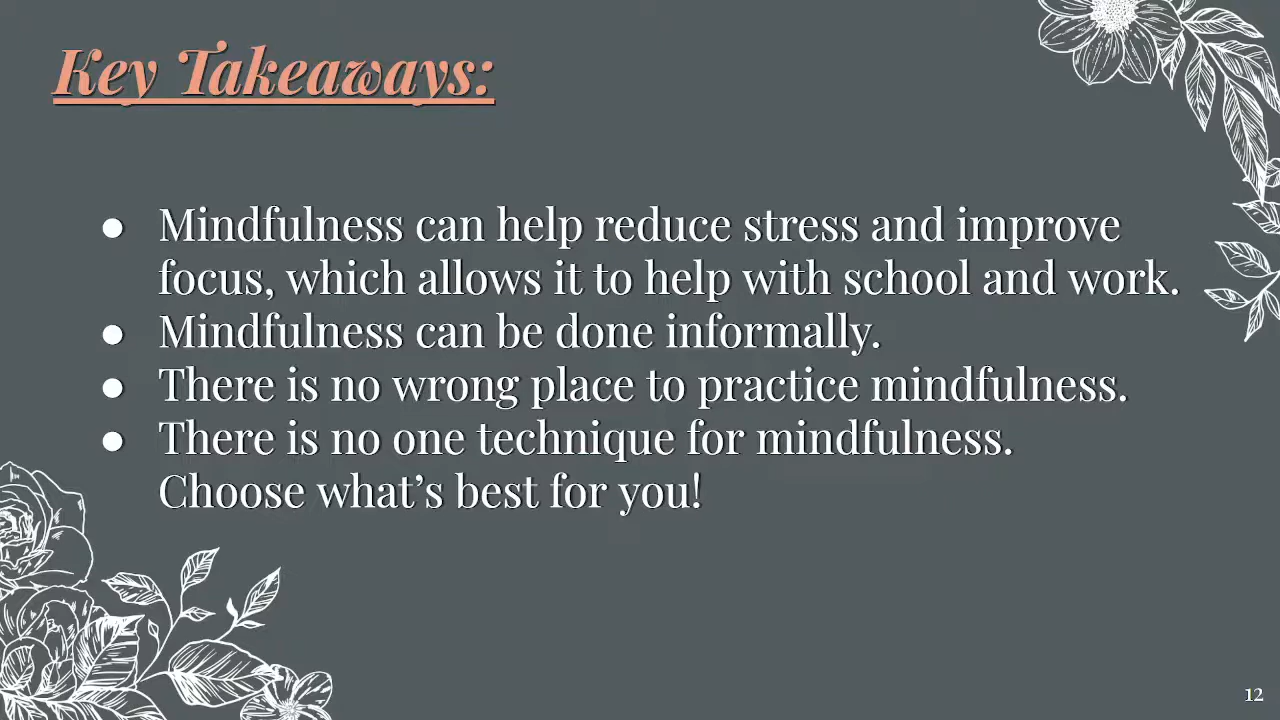 Key Takeaways:
● Mindfulness can help reduce stress and improve
focus, which allows it to help with school and work.
● Mindfulness can be done informally.
● There is no wrong place to practice mindfulness.
● There is no one technique for mindfulness.
Choose what’s best for you!
12